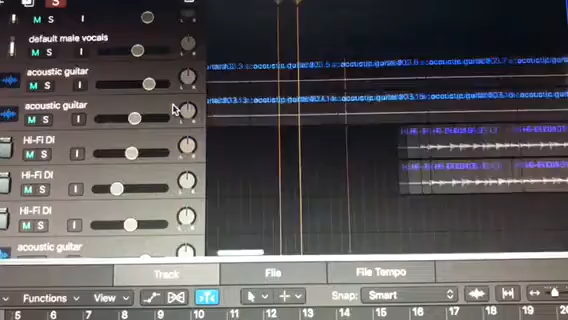 S
M S I
default male vocals
M S I
acoustic guitar
M S I
acoustic guitar
M S I
Hi-Fi DI
M S I
Hi-Fi DI
M S I
Hi-Fi DI
M S I
acoustic guitar
Track File File Tempo
Functions View Snap: Smart
5 6 7 8 9 10 11 12 13 14 15 16 17 18 19 20